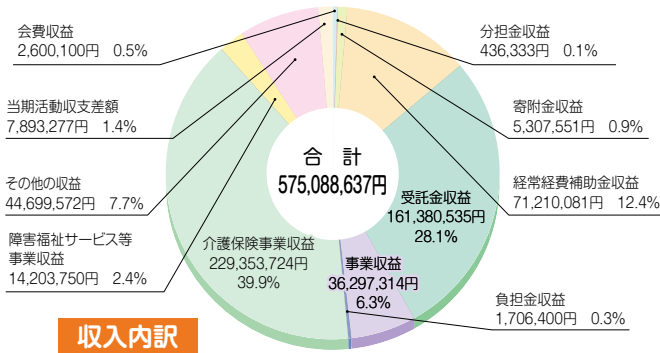 会費収益
2,600,100円 0.5%
分担金収益
436,333円 0.1%
当期活動収支差額
7,893,277円 1.4%
寄附金収益
5,307,551円 0.9%
その他の収益
44,699,572円 7.7%
経常経費補助金収益
71,210,081円 12.4%
合 計
575,088,637円
受託金収益
161,380,535円
28.1%
障害福祉サービス等
事業収益
14,203,750円 2.4%
介護保険事業収益
229,353,724円
39.9%
事業収益
36,297,314円
6.3%
負担金収益
1,706,400円 0.3%
収入内訳